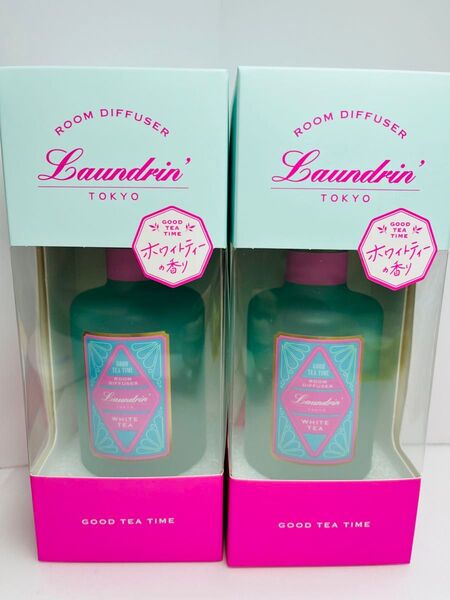 ROOM DIFFUSER
Laundrin'
TOKYO
GOOD
TEA
TIME
ホワイトティー
の香り
GOOD
TEA TIME
ROOM
DIFFUSER
Laundrin'
TOKYO
WHITE
TEA
GOOD TEA TIME
ROOM DIFFUSER
Laundrin'
TOKYO
GOOD
TEA
TIME
ホワイトティー
の香り
GOOD
TEA TIME
ROOM
DIFFUSER
Laundrin'
TOKYO
WHITE
TEA
GOOD TEA TIME